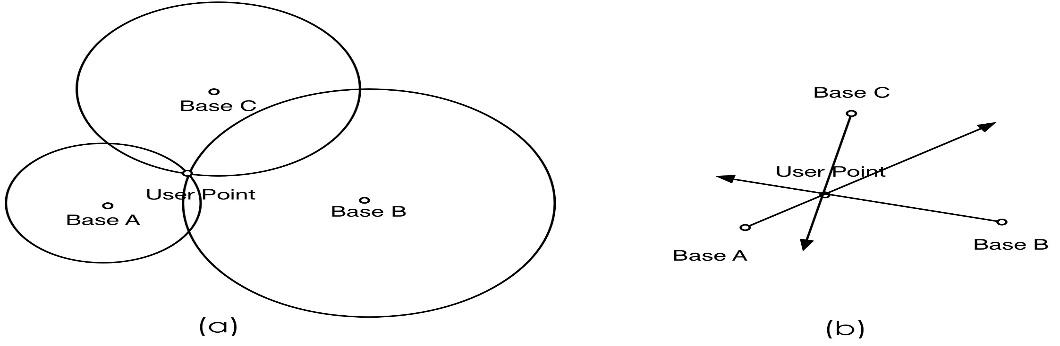 Base C
User Point
Base A
Base B
(a)
Base C
User Point
Base A
Base B
(b)